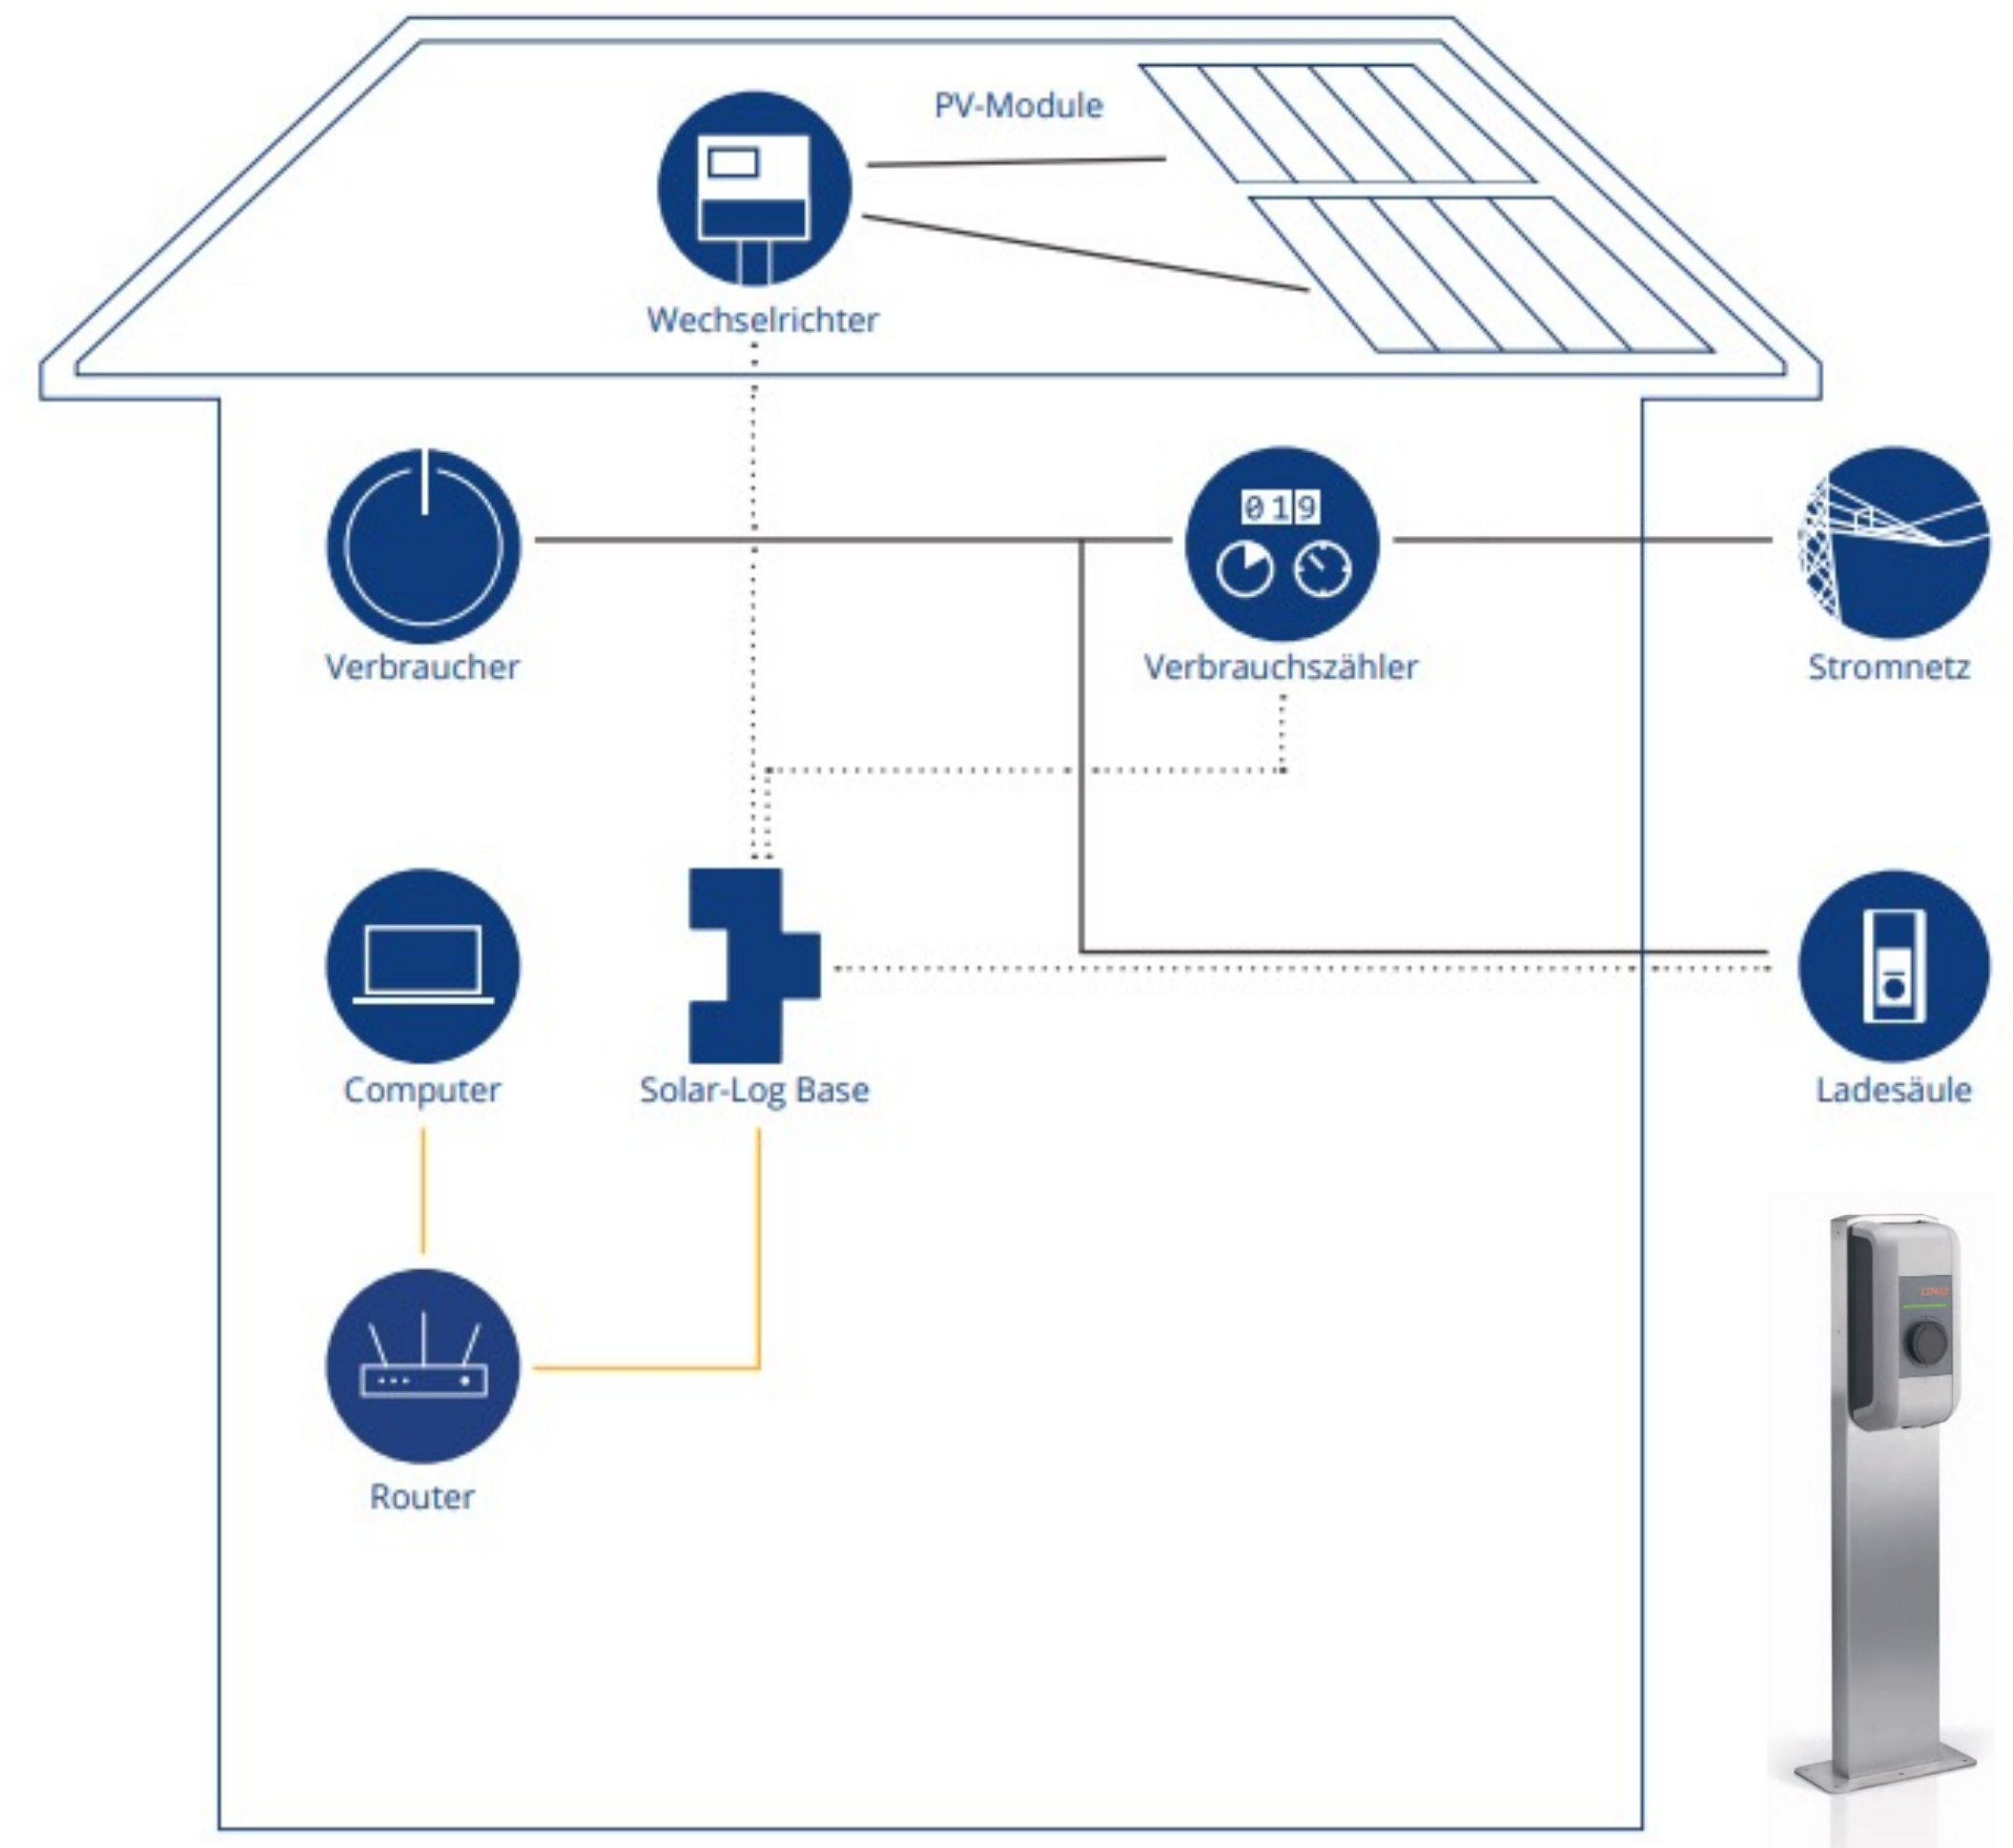 PV-Module
Wechselrichter
019
Verbraucher
Verbrauchszähler
Stromnetz
Computer
Solar-Log Base
Ladesäule
Router